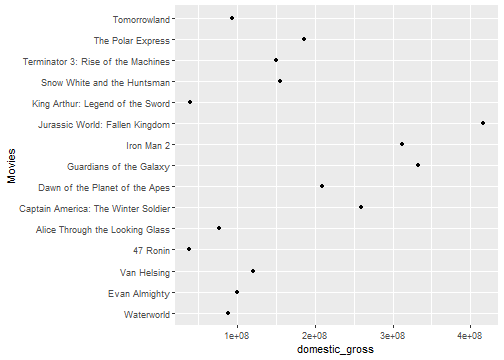 Tomorrowland
The Polar Express
Terminator 3: Rise of the Machines
Snow White and the Huntsman
King Arthur: Legend of the Sword
Jurassic World: Fallen Kingdom
Iron Man 2
Guardians of the Galaxy
Dawn of the Planet of the Apes
Captain America: The Winter Soldier
Alice Through the Looking Glass
47 Ronin
Van Helsing
Evan Almighty
Waterworld
Movies
1e+08 2e+08 3e+08 4e+08
domestic_gross